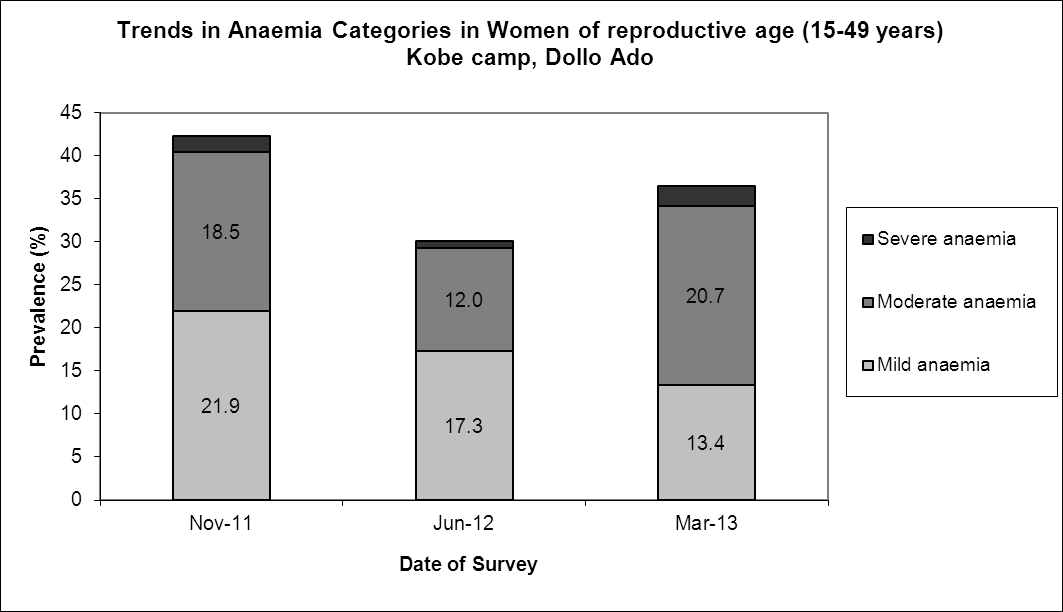 Trends in Anaemia Categories in Women of reproductive age (15-49 years)
Kobe camp, Dollo Ado
Prevalence (%)
45
40
35
30
25
20
15
10
5
0
18.5
21.9
12.0
17.3
20.7
13.4
Nov-11
Jun-12
Mar-13
Date of Survey
Severe anaemia
Moderate anaemia
Mild anaemia